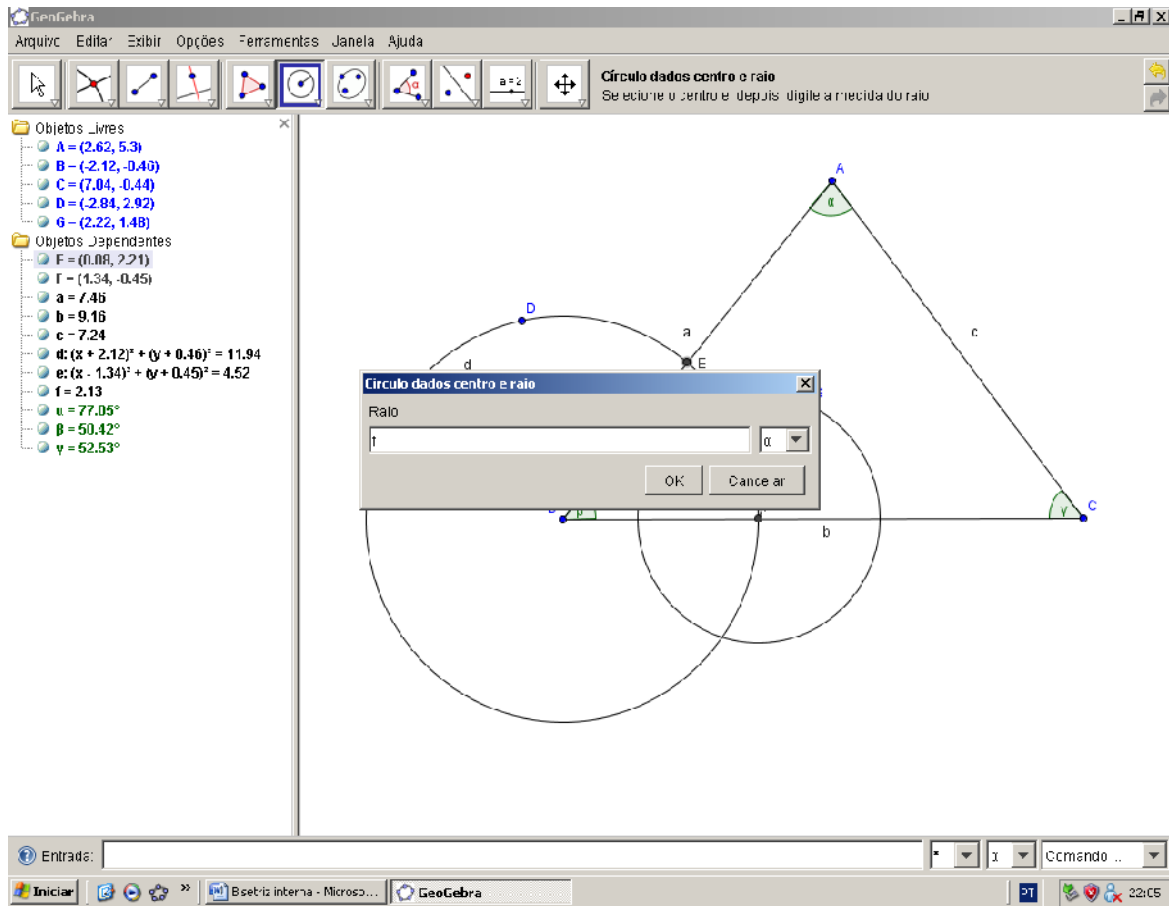 GeoGebra
Arquivo Editar Exibir Opções Ferramentas Janela Ajuda
a=2
Círculo dados centro e raio
Selecione o centro e, depois, digite a medida do raio
Objetos Livres
A = (2.62, 5.3)
B = (-2.12, -0.46)
C = (7.04, -0.44)
D = (-2.84, 2.92)
G = (2.22, 1.48)
Objetos Dependentes
E = (0.08, 2.21)
F = (1.34, -0.45)
a = 7.46
b = 9.16
c = 7.24
d: (x + 2.12)² + (y + 0.46)² = 11.94
e: (x - 1.34)² + (y + 0.45)² = 4.52
f = 2.13
α = 77.05°
β = 50.42°
γ = 52.53°
A
α
D
a
c
E
d
Círculo dados centro e raio
Raio
f
α
OK Cancelar
β
γ
C
b
Entrada:
α
Comando ...
Iniciar
»
Bissetriz interna - Microso...
GeoGebra
PT
22:05